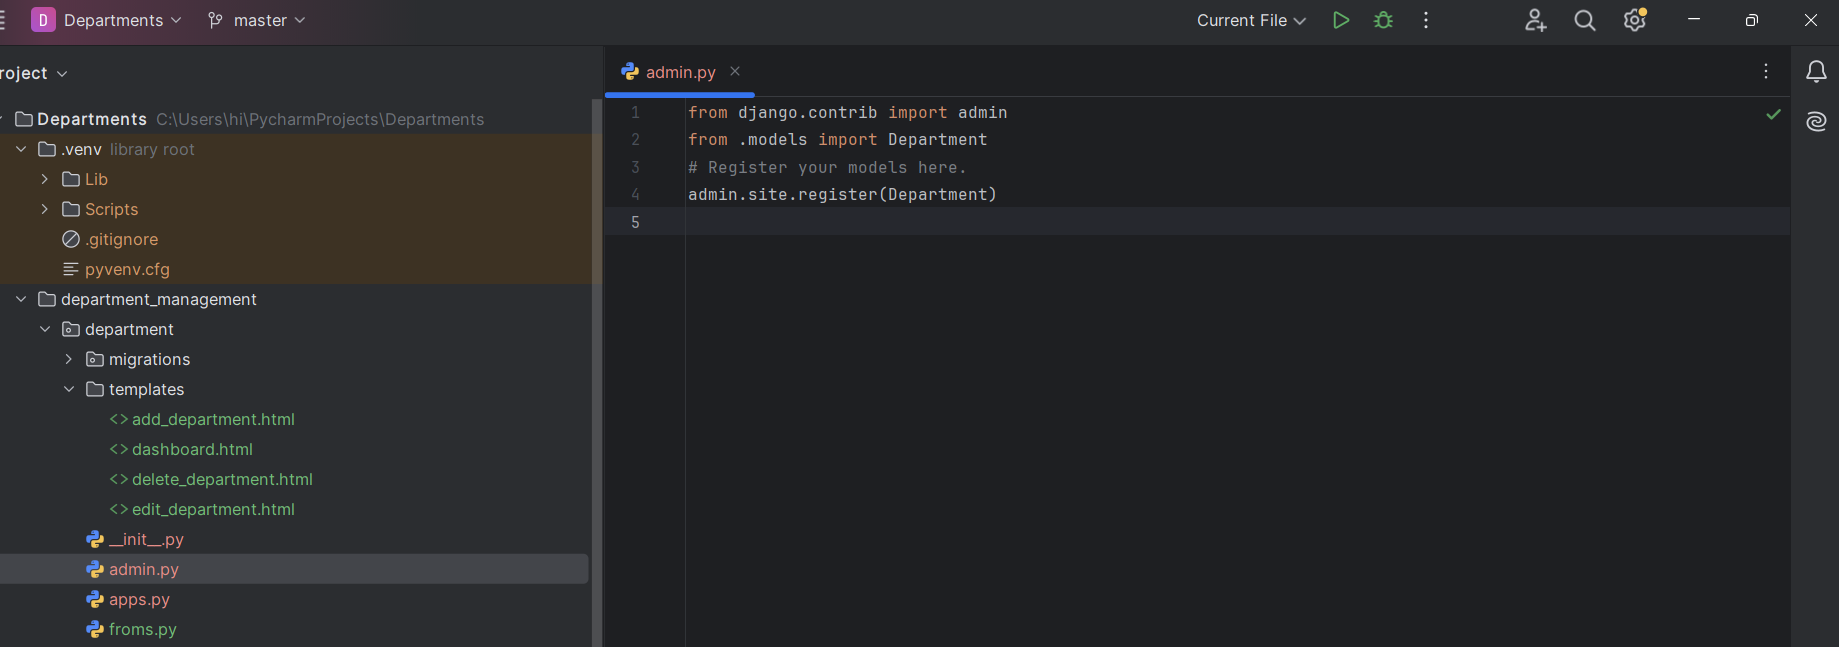 D Departments master Current File
roject
Departments C:\Users\hi\PycharmProjects\Departments
.venv library root
Lib
Scripts
.gitignore
pyvenv.cfg
department_management
department
migrations
templates
<> add_department.html
<> dashboard.html
<> delete_department.html
<> edit_department.html
__init__.py
admin.py
apps.py
froms.py
admin.py
1 from django.contrib import admin
2 from .models import Department
3 # Register your models here.
4 admin.site.register(Department)
5